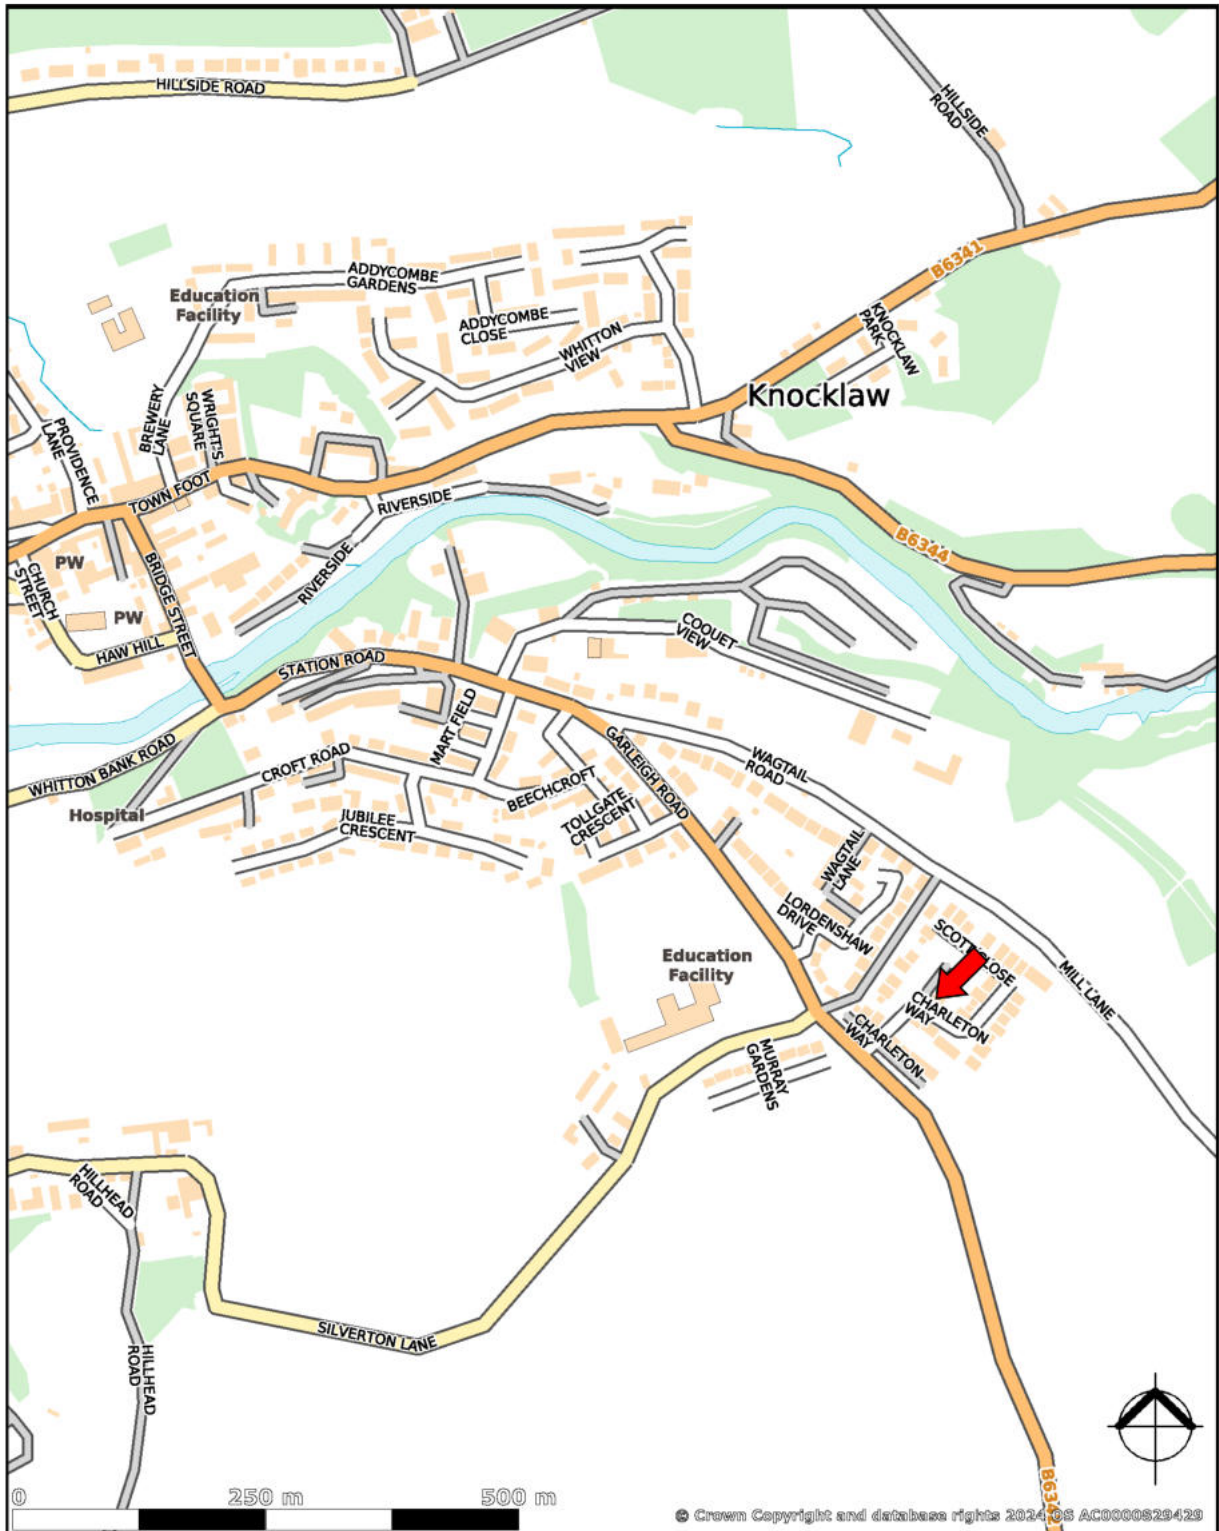 HILLSIDE ROAD
HILLSIDE
ROAD
B6341
ADDYCOMBE
GARDENS
Education
Facility
ADDYCOMBE
CLOSE
WHITTON
VIEW
KNOCKLAW
PARK
Knocklaw
BREWERY
LANE
WRIGHT'S
SQUARE
PROVIDENCE
LANE
TOWN FOOT
RIVERSIDE
B6344
PW
CHURCH
STREET
BRIDGE STREET
RIVERSIDE
PW
HAW HILL
COQUET
VIEW
STATION ROAD
MART FIELD
GARLEIGH ROAD
WAGTAIL
ROAD
WHITTON BANK ROAD
CROFT ROAD
BEECHCROFT
TOLLGATE
CRESCENT
Hospital
JUBILEE
CRESCENT
WAGTAIL
LANE
LORDENSHAW
DRIVE
SCOTT CLOSE
Education
Facility
MILL LANE
CHARLETON
WAY
CHARLETON
WAY
MURRAY
GARDENS
HILLHEAD
ROAD
SILVERTON LANE
HILLHEAD
ROAD
B6342
0
250 m
500 m
© Crown Copyright and database rights 2024 OS AC0000829429